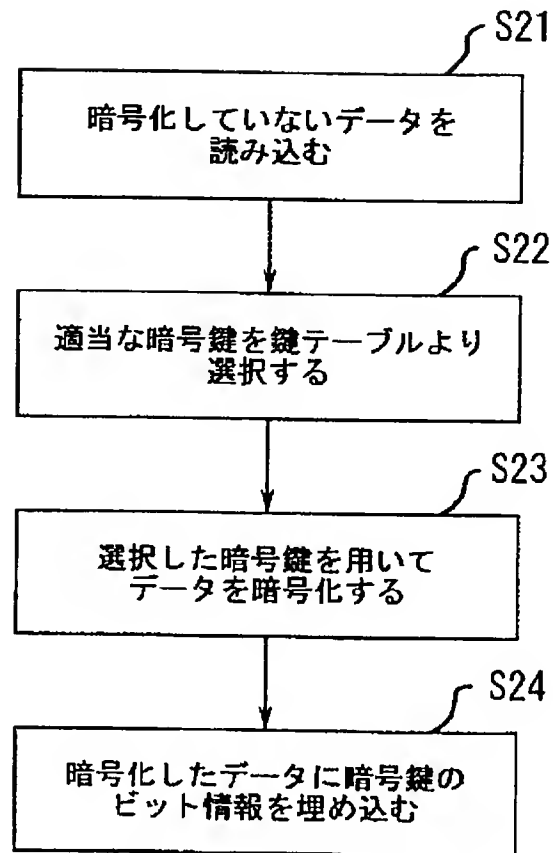 S21
暗号化していないデータを
読み込む
S22
適当な暗号鍵を鍵テーブルより
選択する
S23
選択した暗号鍵を用いて
データを暗号化する
S24
暗号化したデータに暗号鍵の
ビット情報を埋め込む